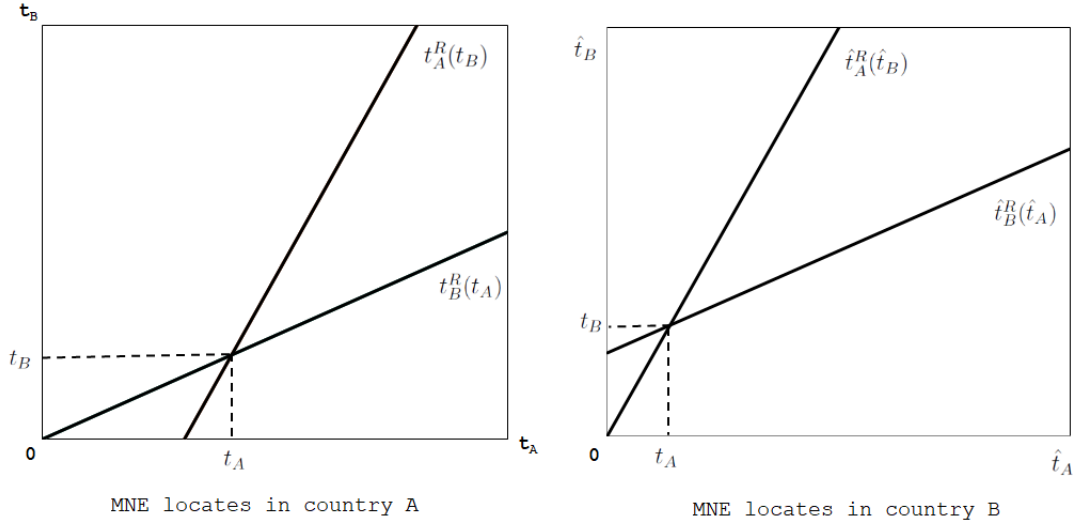 t_B
t_A^R(t_B)
t_B^R(t_A)
t_B
0
t_A
t_A
MNE locates in country A
t̂_B
t̂_A^R(t̂_B)
t̂_B^R(t̂_A)
t_B
0
t_A
t̂_A
MNE locates in country B